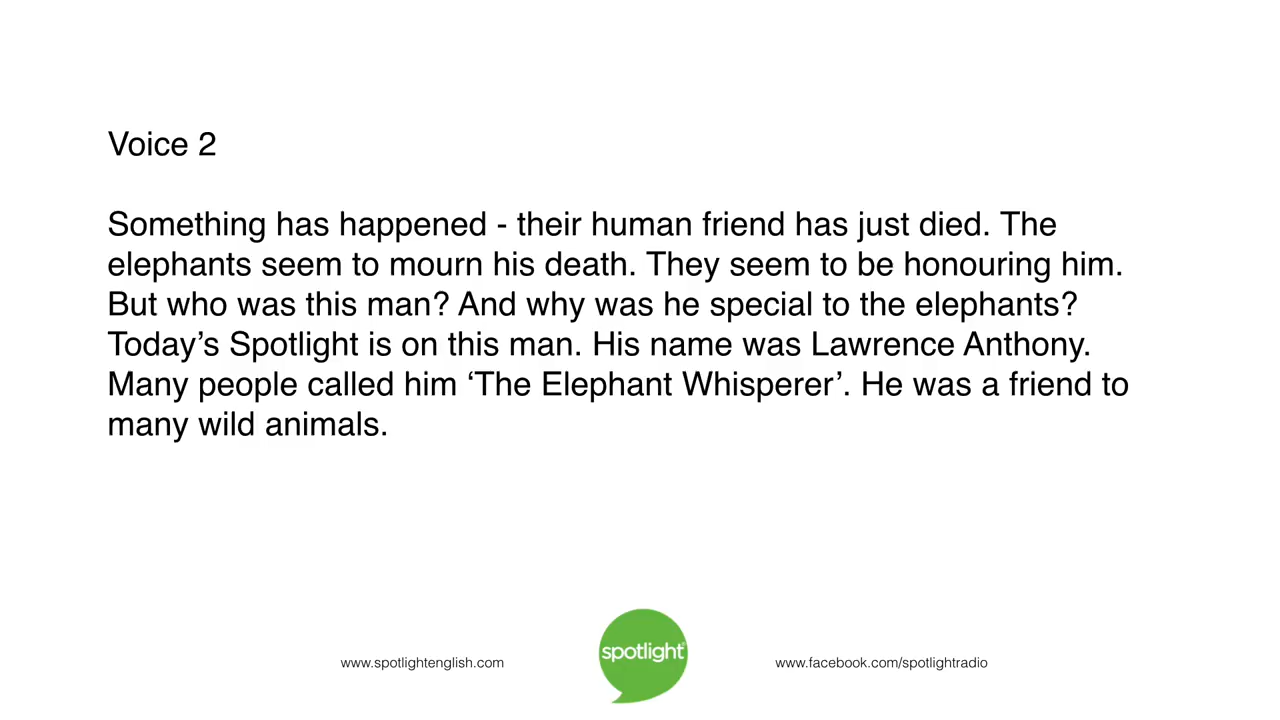 Voice 2
Something has happened - their human friend has just died. The
elephants seem to mourn his death. They seem to be honouring him.
But who was this man? And why was he special to the elephants?
Today’s Spotlight is on this man. His name was Lawrence Anthony.
Many people called him ‘The Elephant Whisperer’. He was a friend to
many wild animals.
www.spotlightenglish.com
spotlight
www.facebook.com/spotlightradio